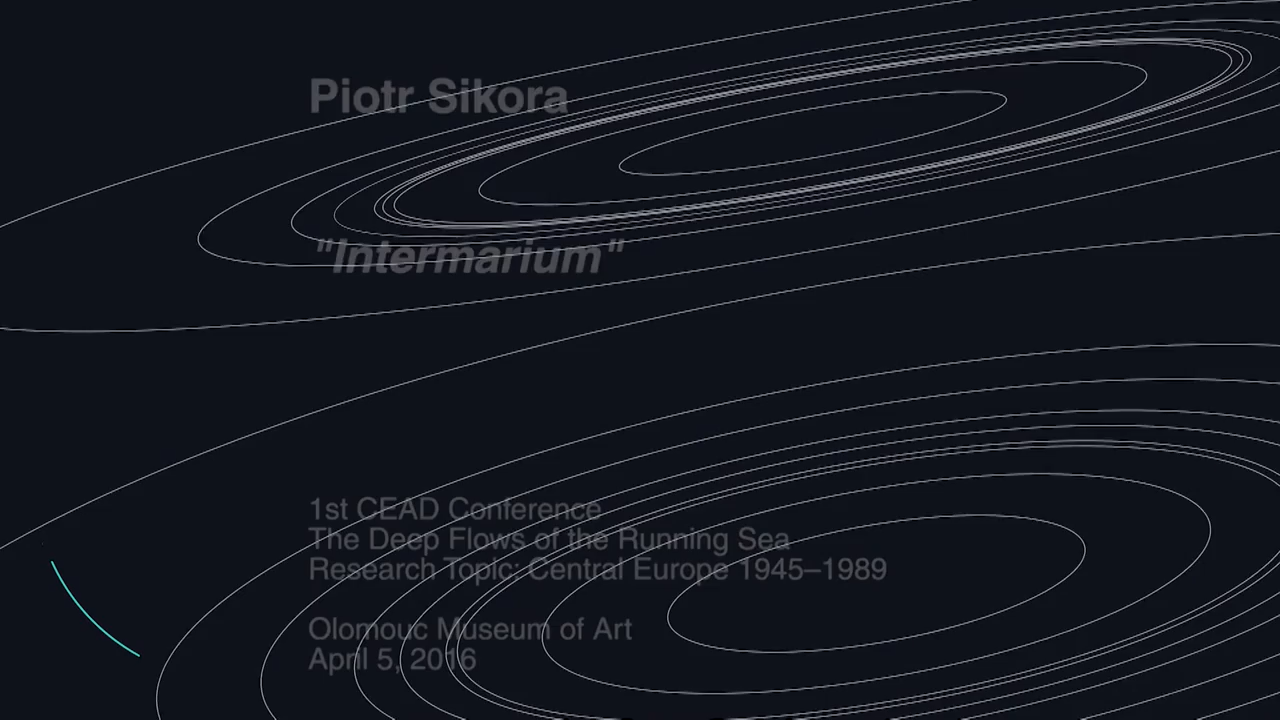 Piotr Sikora
"Intermarium"
1st CEAD Conference
The Deep Flows of the Running Sea
Research Topic: Central Europe 1945–1989
Olomouc Museum of Art
April 5, 2016